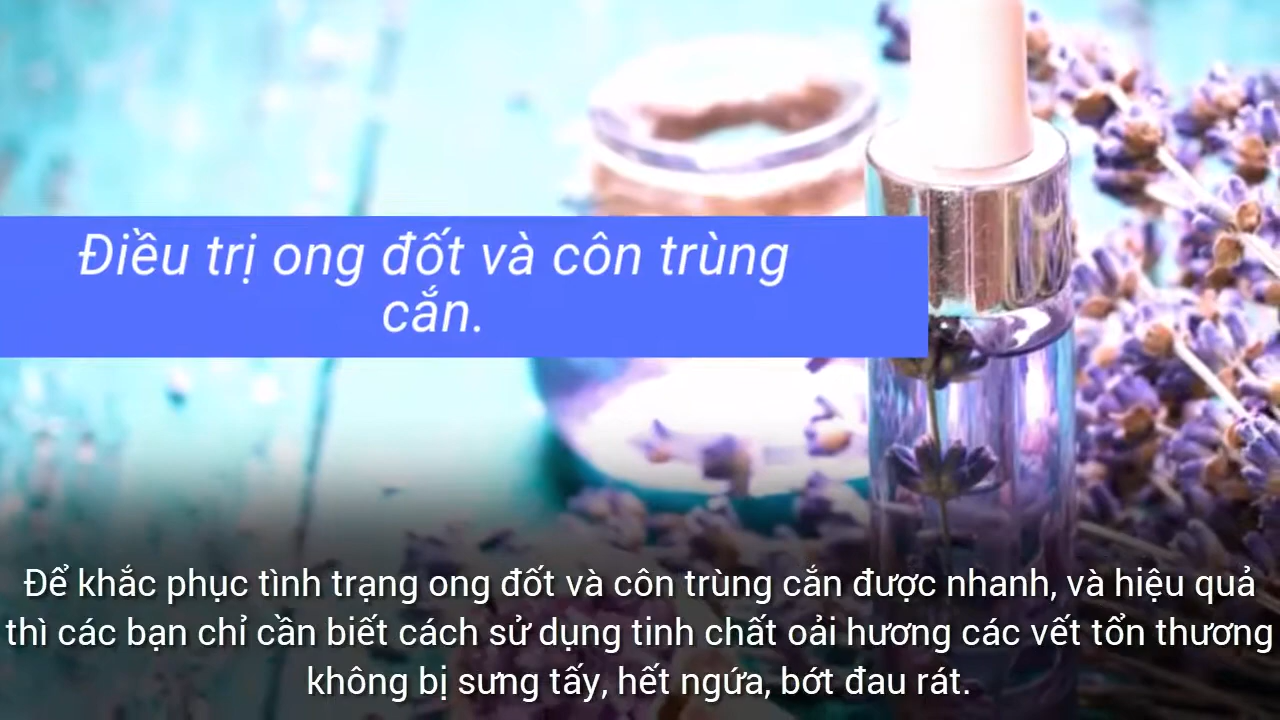 Điều trị ong đốt và côn trùng
cắn.
Để khắc phục tình trạng ong đốt và côn trùng cắn được nhanh, và hiệu quả
thì các bạn chỉ cần biết cách sử dụng tinh chất oải hương các vết tổn thương
không bị sưng tấy, hết ngứa, bớt đau rát.